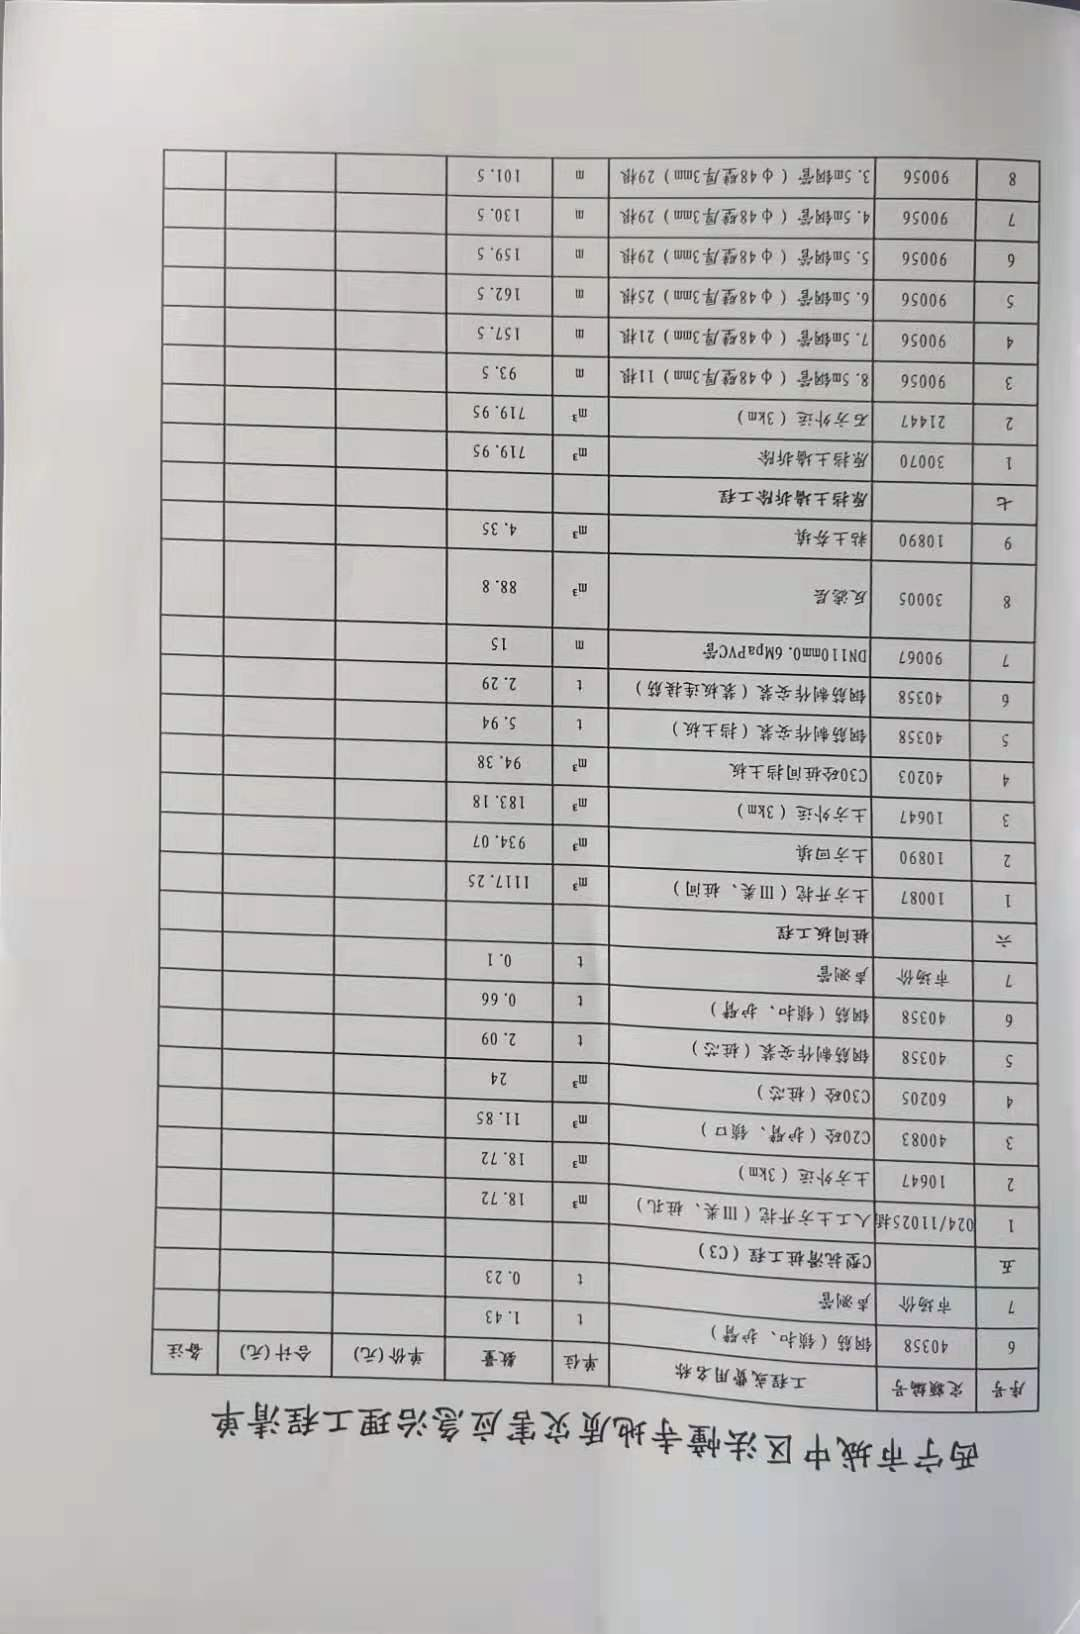 西宁市城中区法幢寺地质灾害应急治理工程清单
序号 定额编号 工程或费用名称 单位 数量 单价(元) 合计(元) 备注
6 40358 钢筋(锁扣、护臂) t 1.43
7 市场价 声测管 t 0.23
五 C型抗滑桩工程(C3)
1 024/11025换 人工土方开挖(III类、桩孔) m³ 18.72
2 10647 土方外运(3km) m³ 18.72
3 40083 C20砼(护臂、锁口) m³ 11.85
4 60205 C30砼(桩芯) m³ 24
5 40358 钢筋制作安装(桩芯) t 2.09
6 40358 钢筋(锁扣、护臂) t 0.66
7 市场价 声测管 t 0.1
六 桩间板工程
1 10087 土方开挖(III类、桩间) m³ 1117.25
2 10890 土方回填 m³ 934.07
3 10647 土方外运(3km) m³ 183.18
4 40203 C30砼桩间挡土板 m³ 94.38
5 40358 钢筋制作安装(挡土板) t 5.94
6 40358 钢筋制作安装(装板连接筋) t 2.29
7 90067 DN110mm0.6MpaPVC管 m 15
8 30005 反滤层 m³ 88.8
9 10890 粘土夯填 m³ 4.35
七 原挡土墙拆除工程
1 30070 原挡土墙拆除 m³ 719.95
2 21447 石方外运(3km) m³ 719.95
3 90056 8.5m钢管(φ48壁厚3mm)11根 m 93.5
4 90056 7.5m钢管(φ48壁厚3mm)21根 m 157.5
5 90056 6.5m钢管(φ48壁厚3mm)25根 m 162.5
6 90056 5.5m钢管(φ48壁厚3mm)29根 m 159.5
7 90056 4.5m钢管(φ48壁厚3mm)29根 m 130.5
8 90056 3.5m钢管(φ48壁厚3mm)29根 m 101.5